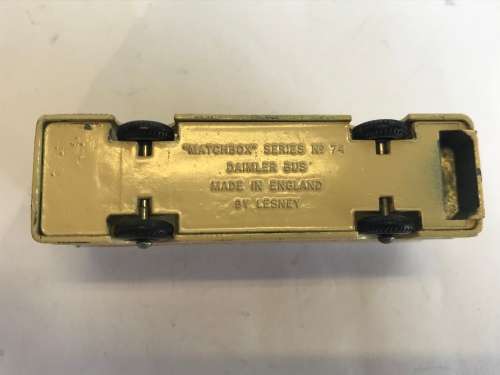 "MATCHBOX" SERIES Nº 74
DAIMLER BUS
MADE IN ENGLAND
BY LESNEY